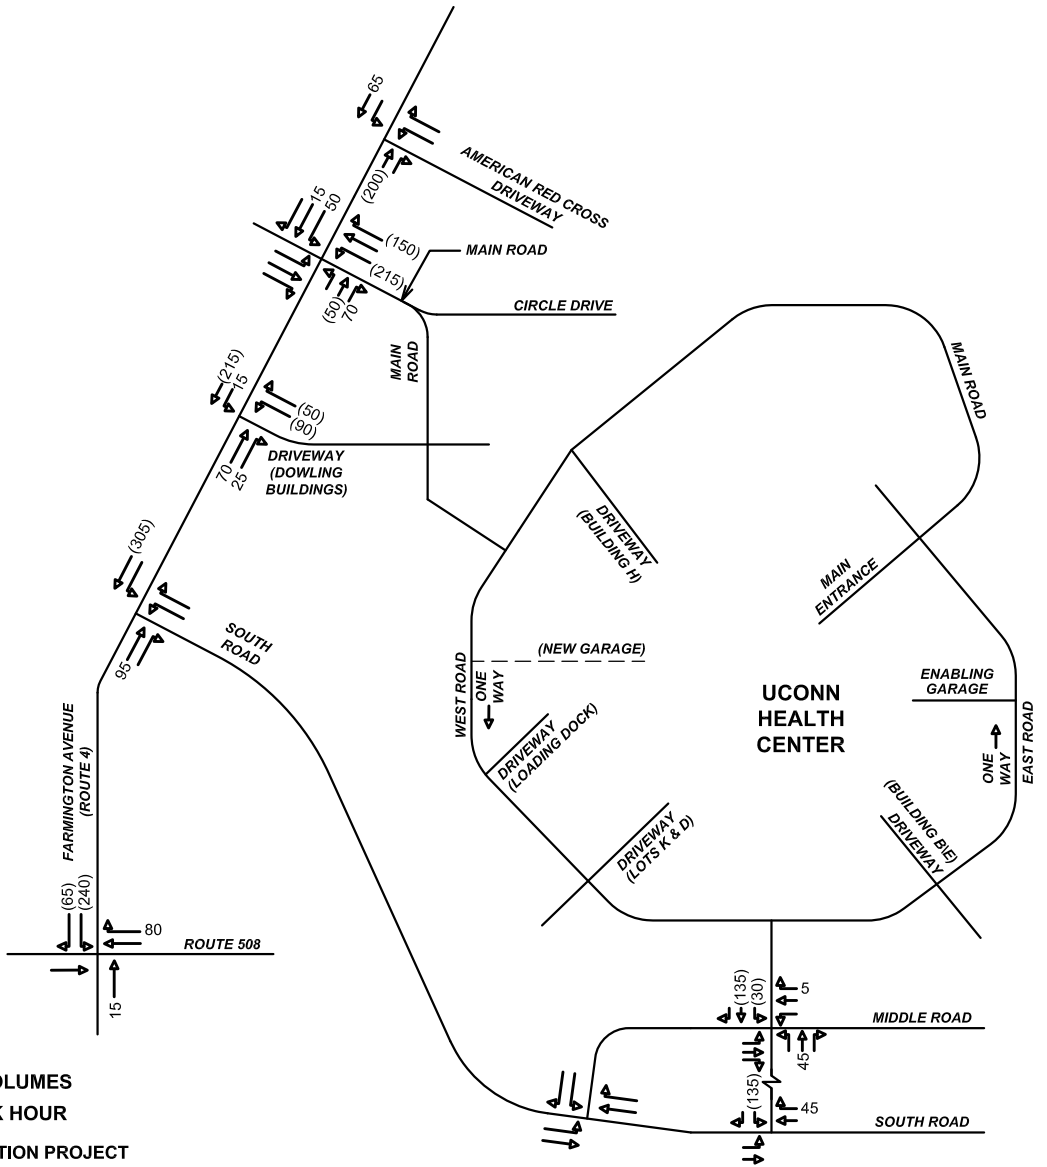 65
AMERICAN RED CROSS
DRIVEWAY
(200)
15
50
(150)
(215)
MAIN ROAD
(50)
70
CIRCLE DRIVE
MAIN
ROAD
MAIN ROAD
(215)
15
(50)
(90)
DRIVEWAY
(DOWLING
BUILDINGS)
70
25
DRIVEWAY
(BUILDING H)
(305)
MAIN
ENTRANCE
SOUTH
ROAD
95
(NEW GARAGE)
WEST ROAD
ONE
WAY
ENABLING
GARAGE
UCONN
HEALTH
CENTER
DRIVEWAY
(LOADING DOCK)
ONE
WAY
EAST ROAD
FARMINGTON AVENUE
(ROUTE 4)
(BUILDING B\E)
DRIVEWAY
DRIVEWAY
(LOTS K & D)
(65)
(240)
80
ROUTE 508
15
(135)
(30)
5
MIDDLE ROAD
45
(135)
45
SOUTH ROAD
OLUMES
K HOUR
TION PROJECT